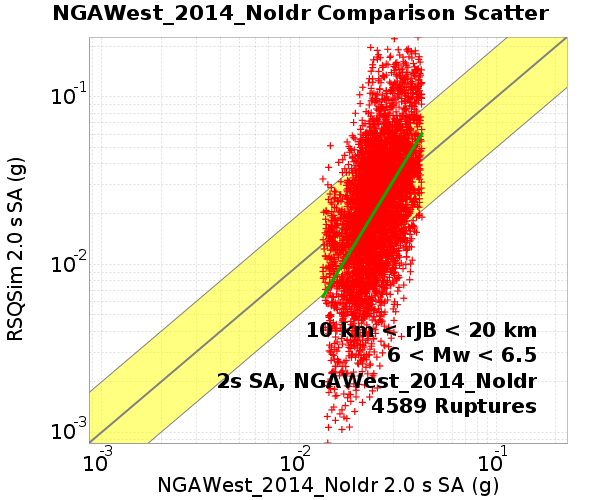 NGAWest_2014_NoIdr Comparison Scatter
RSQSim 2.0 s SA (g)
10-1
10-2
10-3
10 km < rJB < 20 km
6 < Mw < 6.5
2s SA, NGAWest_2014_NoIdr
4589 Ruptures
10-3 10-2 10-1
NGAWest_2014_NoIdr 2.0 s SA (g)